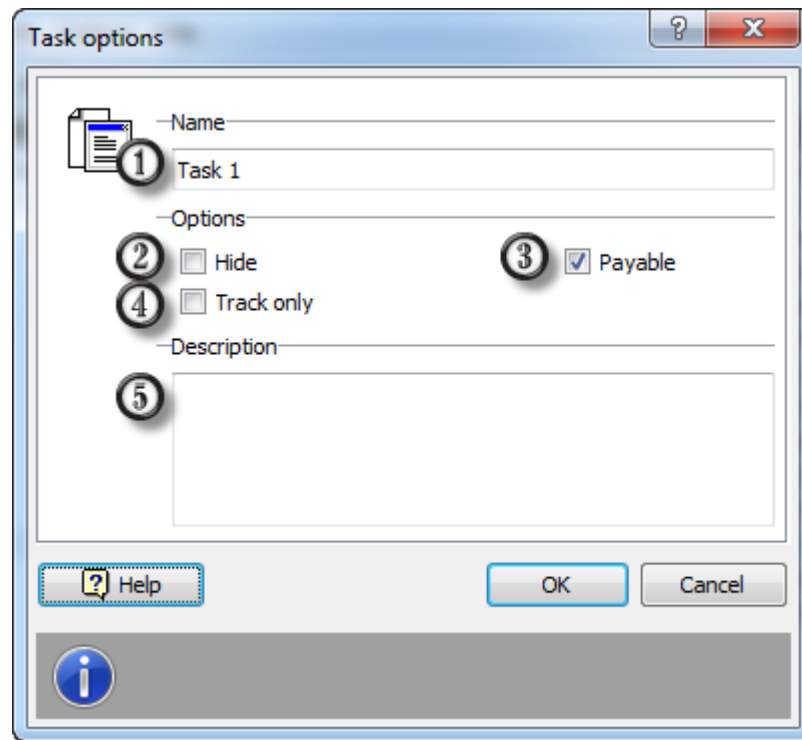 Task options
Name
1 Task 1
Options
2 Hide 3 Payable
4 Track only
Description
5
Help OK Cancel